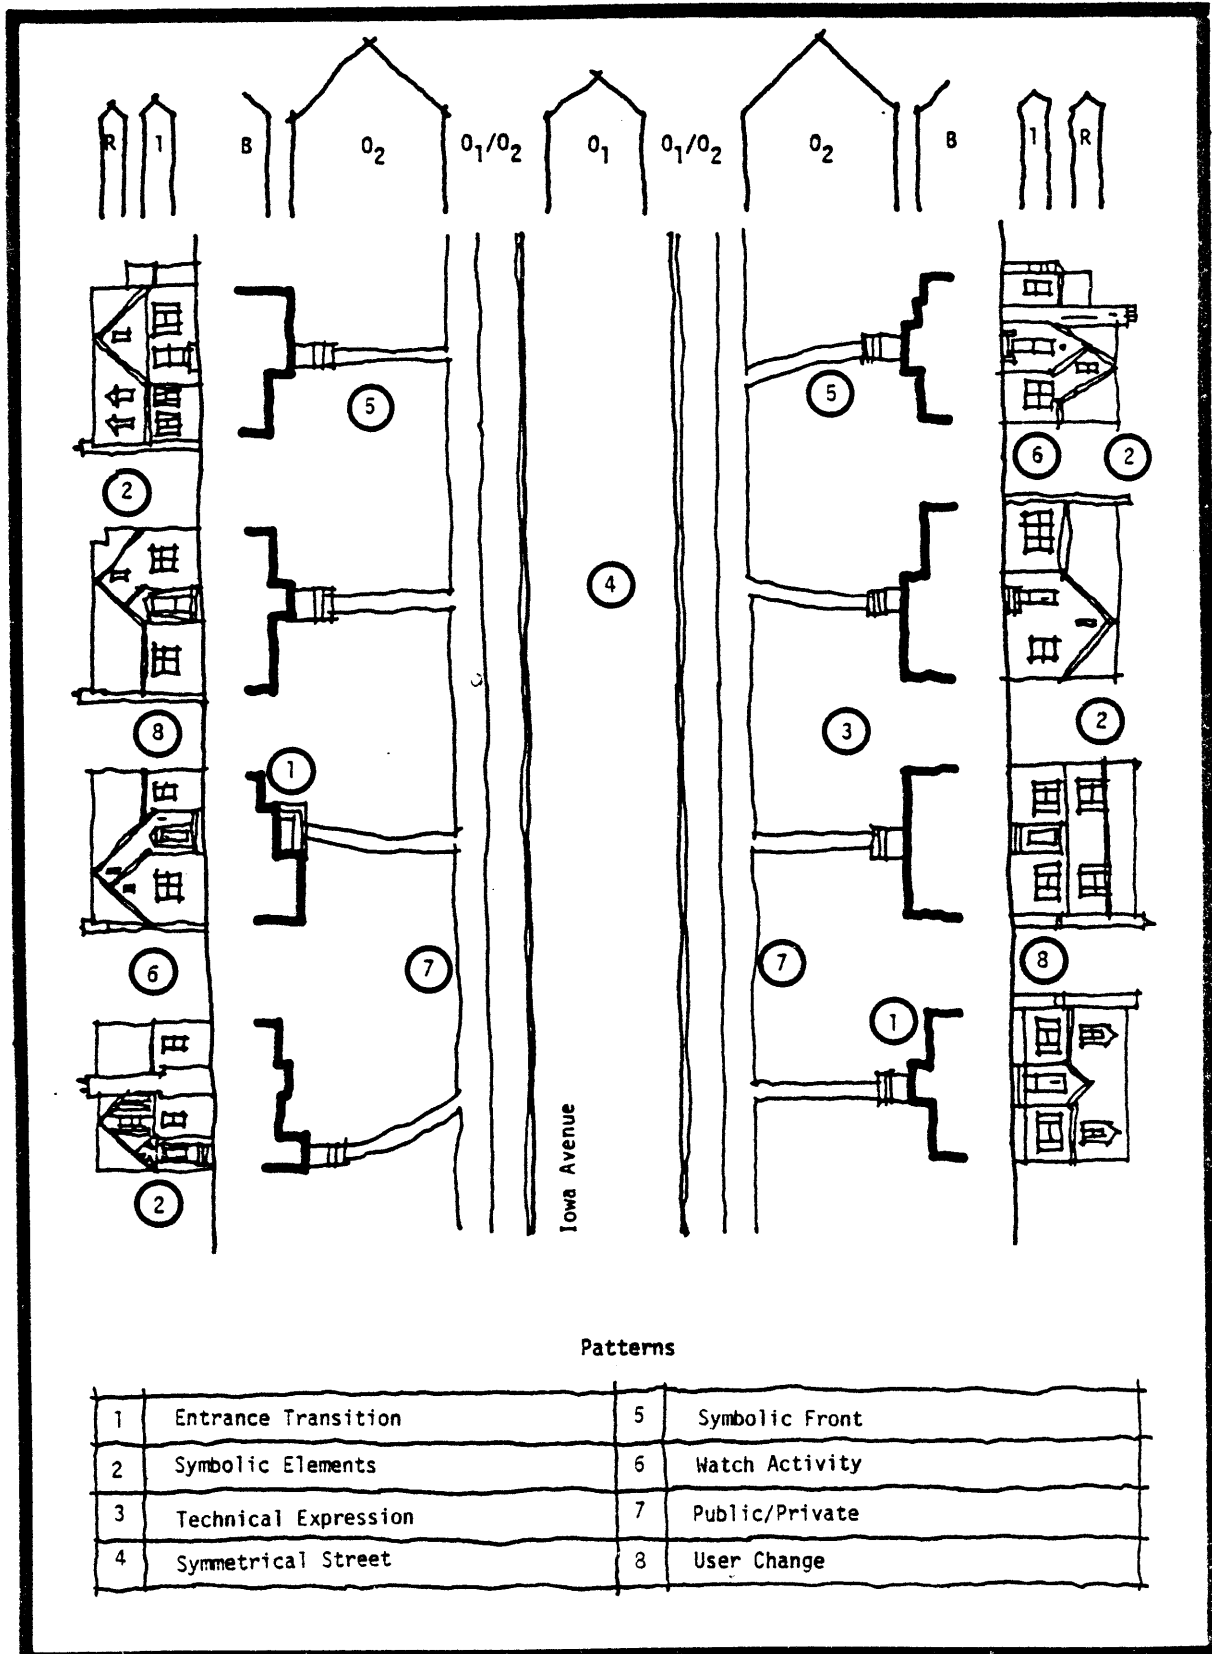 R 1 B O2 O1/O2 O1 O1/O2 O2 B 1 R
5 5
6 2
2
4
8 3 2
1
6 7 7 8
1
Iowa Avenue
2
Patterns
1 Entrance Transition 5 Symbolic Front
2 Symbolic Elements 6 Watch Activity
3 Technical Expression 7 Public/Private
4 Symmetrical Street 8 User Change